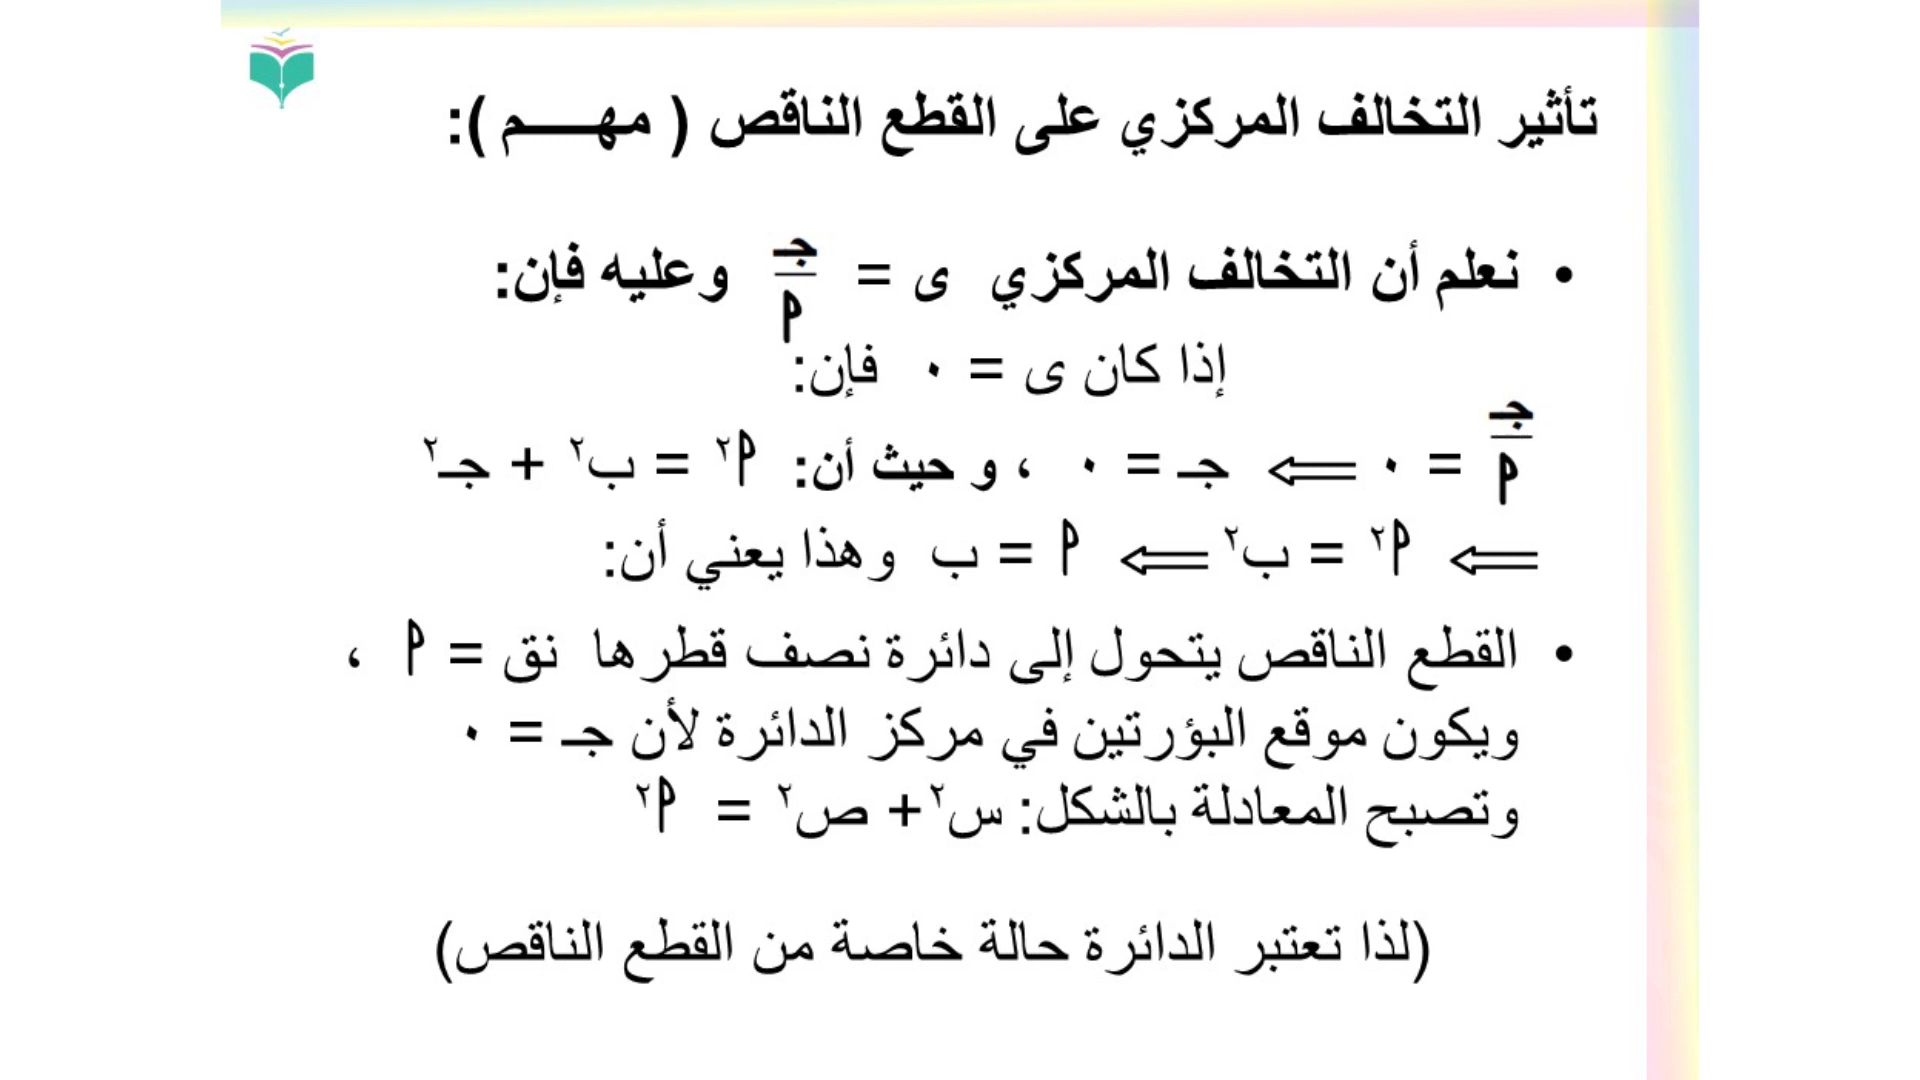 تأثير التخالف المركزي على القطع الناقص ( مهـــــم ):
• نعلم أن التخالف المركزي ى = جـ/م وعليه فإن:
إذا كان ى = ٠ فإن:
جـ/م = ٠ ⟸ جـ = ٠ ، و حيث أن: م٢ = ب٢ + جـ٢
⟸ م٢ = ب٢ ⟸ م = ب وهذا يعني أن:
• القطع الناقص يتحول إلى دائرة نصف قطرها نق = م ،
ويكون موقع البؤرتين في مركز الدائرة لأن جـ = ٠
وتصبح المعادلة بالشكل: س٢+ ص٢ = م٢
(لذا تعتبر الدائرة حالة خاصة من القطع الناقص)